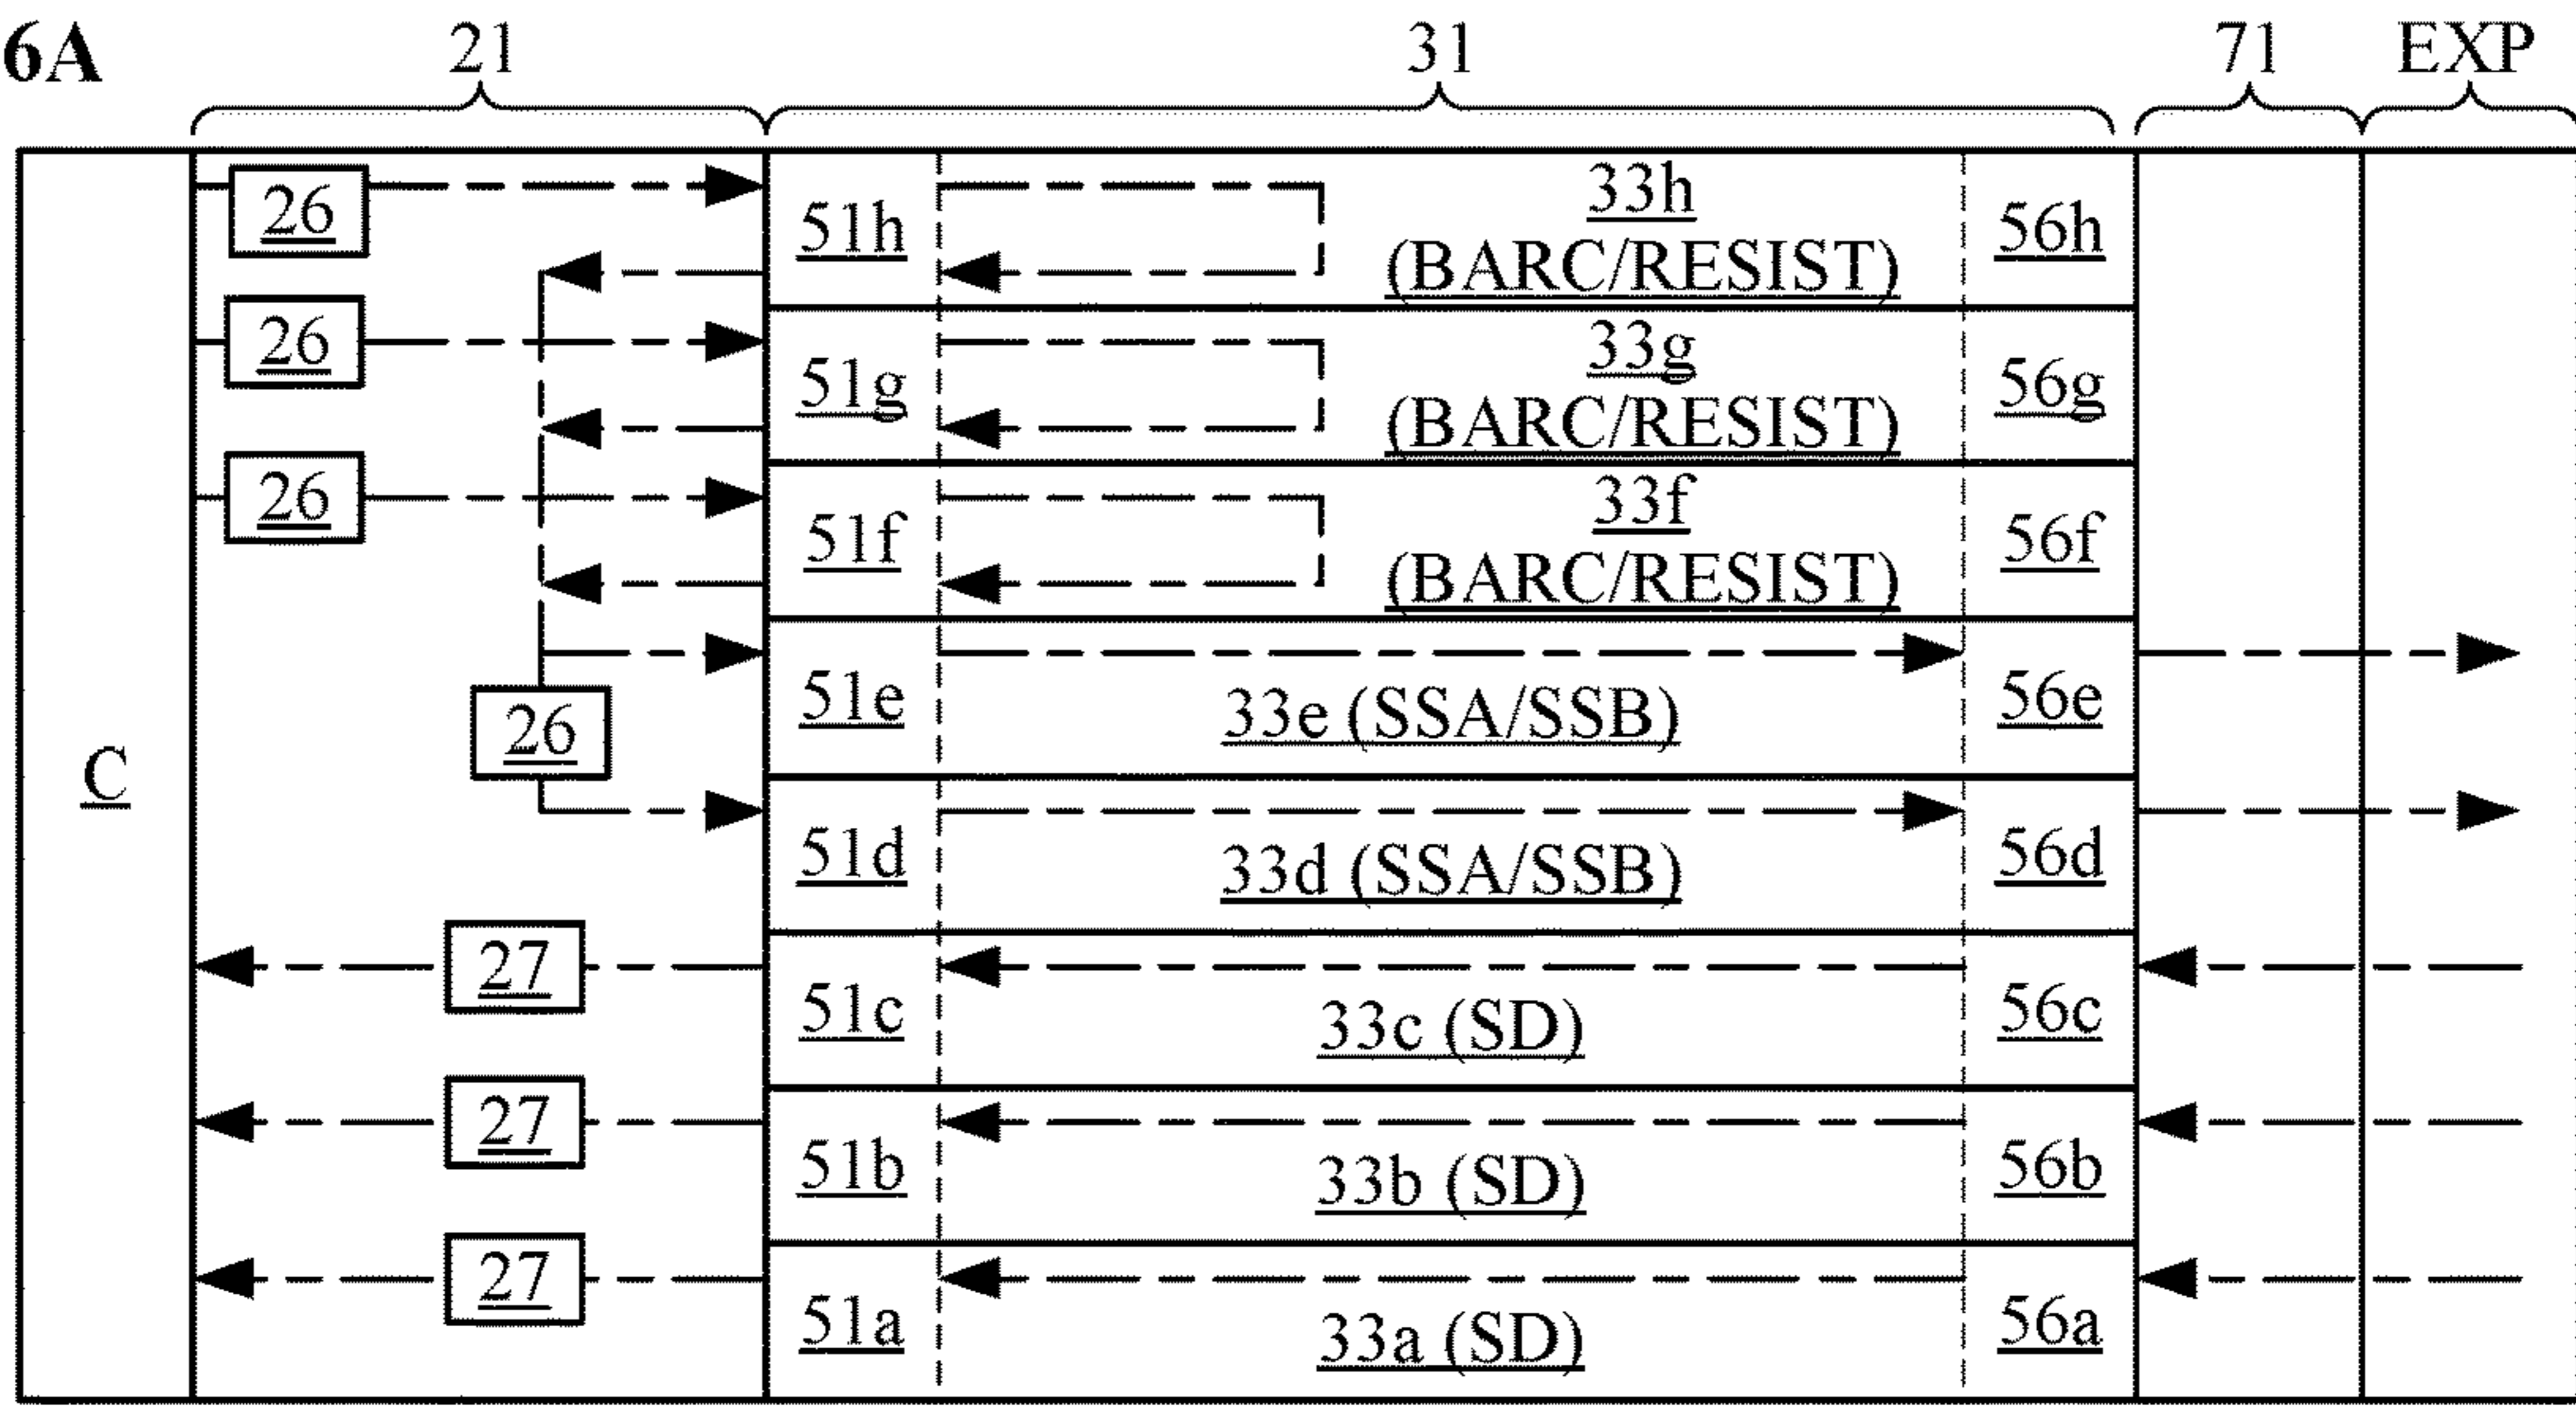 6A
21 31 71 EXP
26 51h 33h 56h
(BARC/RESIST)
26 51g 33g 56g
(BARC/RESIST)
26 51f 33f 56f
(BARC/RESIST)
C 26 51e 33e (SSA/SSB) 56e
51d 33d (SSA/SSB) 56d
27 51c 33c (SD) 56c
27 51b 33b (SD) 56b
27 51a 33a (SD) 56a